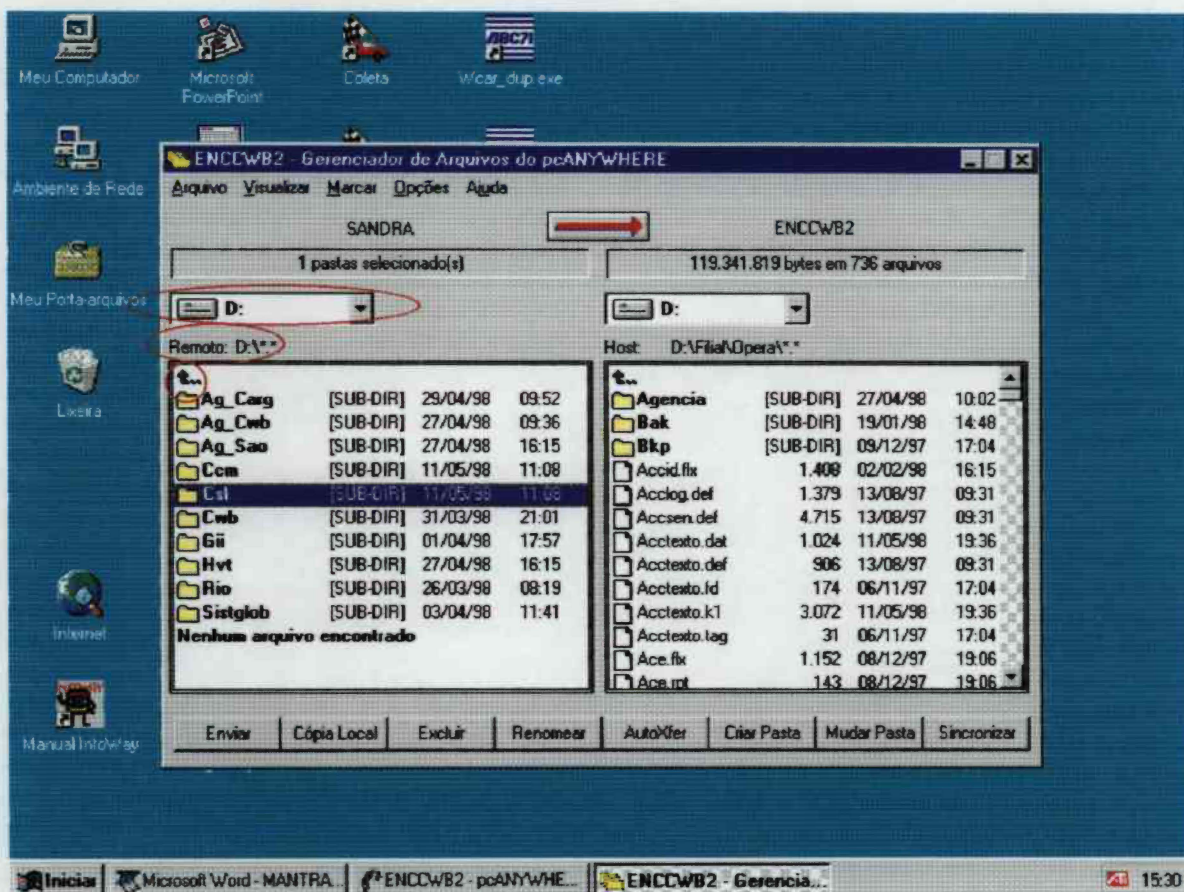 Meu Computador
Microsoft PowerPoint
Coleta
ABC71
Wcar_dup.exe
Ambiente de Rede
Meu Porta-arquivos
Lixeira
Internet
Manual InfoWay
ENCCWB2 - Gerenciador de Arquivos do pcANYWHERE
Arquivo Visualizar Marcar Opções Ajuda
SANDRA ENCCWB2
1 pastas selecionado(s) 119.341.819 bytes em 736 arquivos
D: D:
Remoto: D:\*.* Host: D:\Filial\Opera\*.*
..
Ag_Carg [SUB-DIR] 29/04/98 09:52
Ag_Cwb [SUB-DIR] 27/04/98 09:36
Ag_Sao [SUB-DIR] 27/04/98 16:15
Ccm [SUB-DIR] 11/05/98 11:08
Csl [SUB-DIR] 11/05/98 11:08
Cwb [SUB-DIR] 31/03/98 21:01
Gii [SUB-DIR] 01/04/98 17:57
Hvt [SUB-DIR] 27/04/98 16:15
Rio [SUB-DIR] 26/03/98 08:19
Sistglob [SUB-DIR] 03/04/98 11:41
Nenhum arquivo encontrado
..
Agencia [SUB-DIR] 27/04/98 10:02
Bak [SUB-DIR] 19/01/98 14:48
Bkp [SUB-DIR] 09/12/97 17:04
Accid.flx 1.408 02/02/98 16:15
Acclog.def 1.379 13/08/97 09:31
Accsen.def 4.715 13/08/97 09:31
Acctexto.dat 1.024 11/05/98 19:36
Acctexto.def 906 13/08/97 09:31
Acctexto.fd 174 06/11/97 17:04
Acctexto.k1 3.072 11/05/98 19:36
Acctexto.tag 31 06/11/97 17:04
Ace.flx 1.152 08/12/97 19:06
Ace.rpt 143 08/12/97 19:06
Enviar Cópia Local Excluir Renomear AutoXfer Criar Pasta Mudar Pasta Sincronizar
Iniciar Microsoft Word - MANTRA... ENCCWB2 - pcANYWHE... ENCCWB2 - Gerencia... 15:30